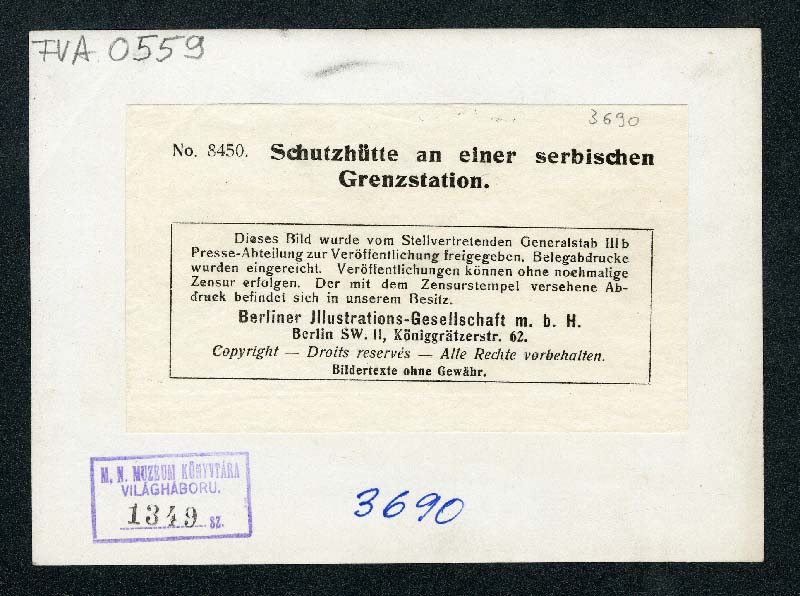 FVA 0559
3690
No. 8450. Schutzhütte an einer serbischen
Grenzstation.
Dieses Bild wurde vom Stellvertretenden Generalstab IIIb
Presse-Abteilung zur Veröffentlichung freigegeben. Belegabdrucke
wurden eingereicht. Veröffentlichungen können ohne nochmalige
Zensur erfolgen. Der mit dem Zensurstempel versehene Ab-
druck befindet sich in unserem Besitz.
Berliner Jllustrations-Gesellschaft m. b. H.
Berlin SW. 11, Königgrätzerstr. 62.
Copyright — Droits reservés — Alle Rechte vorbehalten.
Bildertexte ohne Gewähr.
M. N. MUZEUM KÖNYVTÁRA
VILÁGHÁBORU.
1349 SZ.
3690